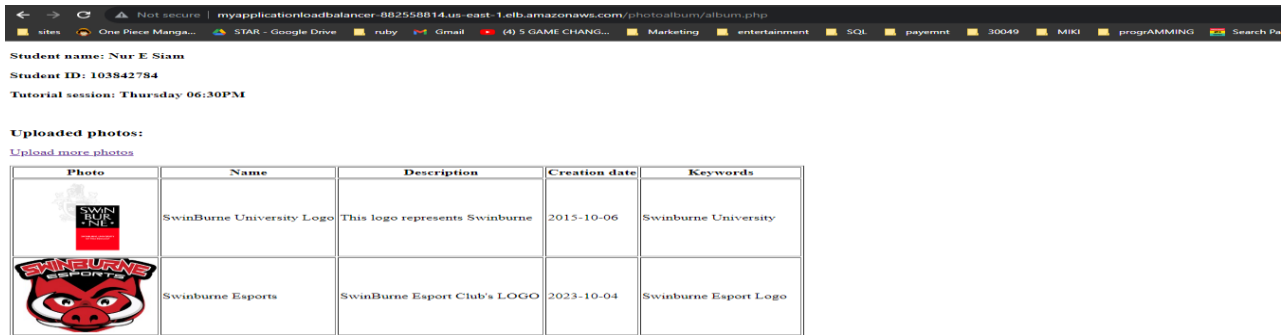 Not secure | myapplicationloadbalancer-882558814.us-east-1.elb.amazonaws.com/photoalbum/album.php
sites One Piece Manga... STAR - Google Drive ruby Gmail (4) 5 GAME CHANG... Marketing entertainment SQL payemnt 30049 MIKI progrAMMING Search Pa
Student name: Nur E Siam
Student ID: 103842784
Tutorial session: Thursday 06:30PM
Uploaded photos:
Upload more photos
Photo Name Description Creation date Keywords
SWIN
BUR
NE
SwinBurne University Logo This logo represents Swinburne 2015-10-06 Swinburne University
SWINBURNE
ESPORTS
Swinburne Esports SwinBurne Esport Club's LOGO 2023-10-04 Swinburne Esport Logo